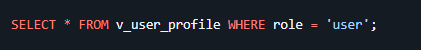 SELECT * FROM v_user_profile WHERE role = 'user';